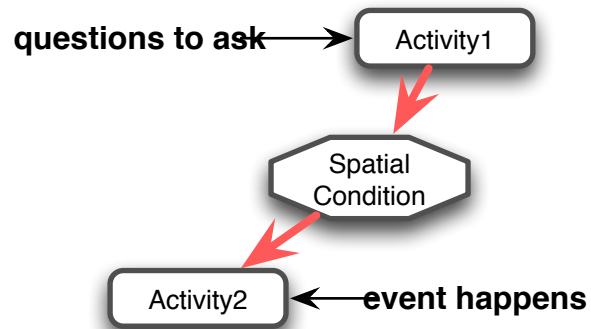 questions to ask
Activity1
Spatial
Condition
Activity2
event happens